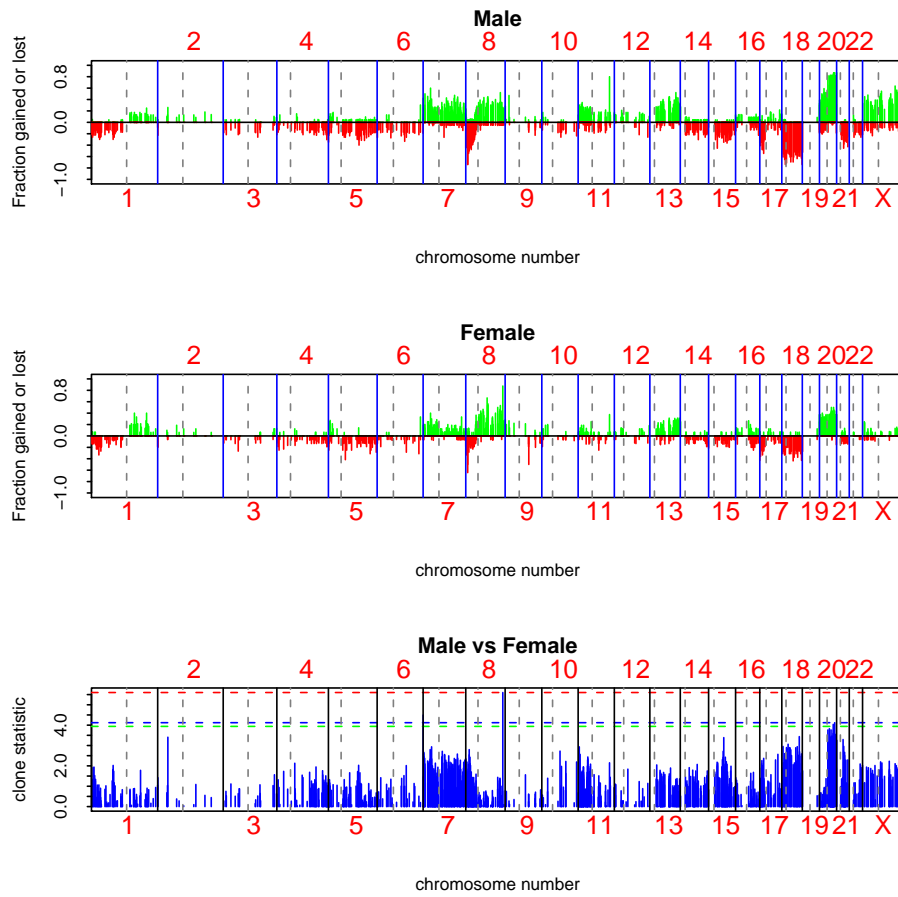 Male
2 4 6 8 10 12 14 16 18 20 22
Fraction gained or lost
0.8
0.0
−1.0
1 3 5 7 9 11 13 15 17 19 21 X
chromosome number
Female
2 4 6 8 10 12 14 16 18 20 22
Fraction gained or lost
0.8
0.0
−1.0
1 3 5 7 9 11 13 15 17 19 21 X
chromosome number
Male vs Female
2 4 6 8 10 12 14 16 18 20 22
clone statistic
4.0
2.0
0.0
1 3 5 7 9 11 13 15 17 19 21 X
chromosome number